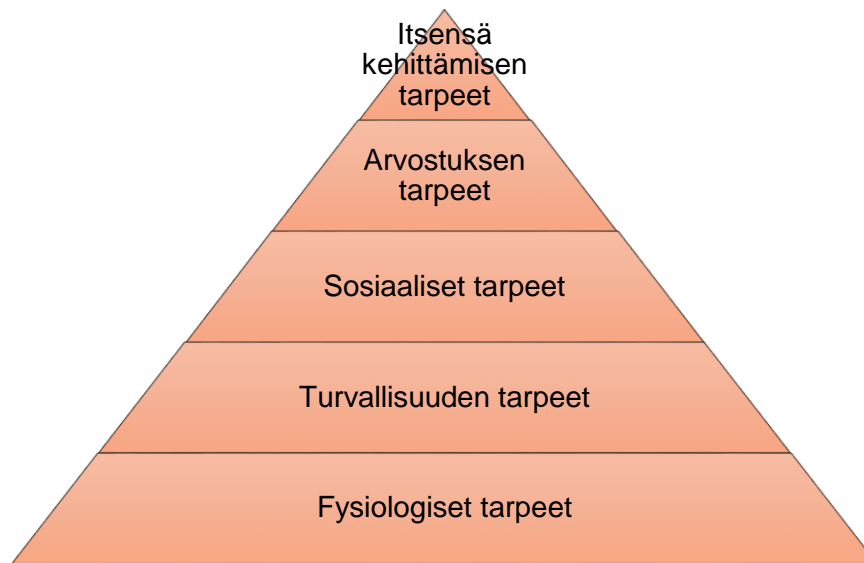 Itsensä
kehittämisen
tarpeet
Arvostuksen
tarpeet
Sosiaaliset tarpeet
Turvallisuuden tarpeet
Fysiologiset tarpeet